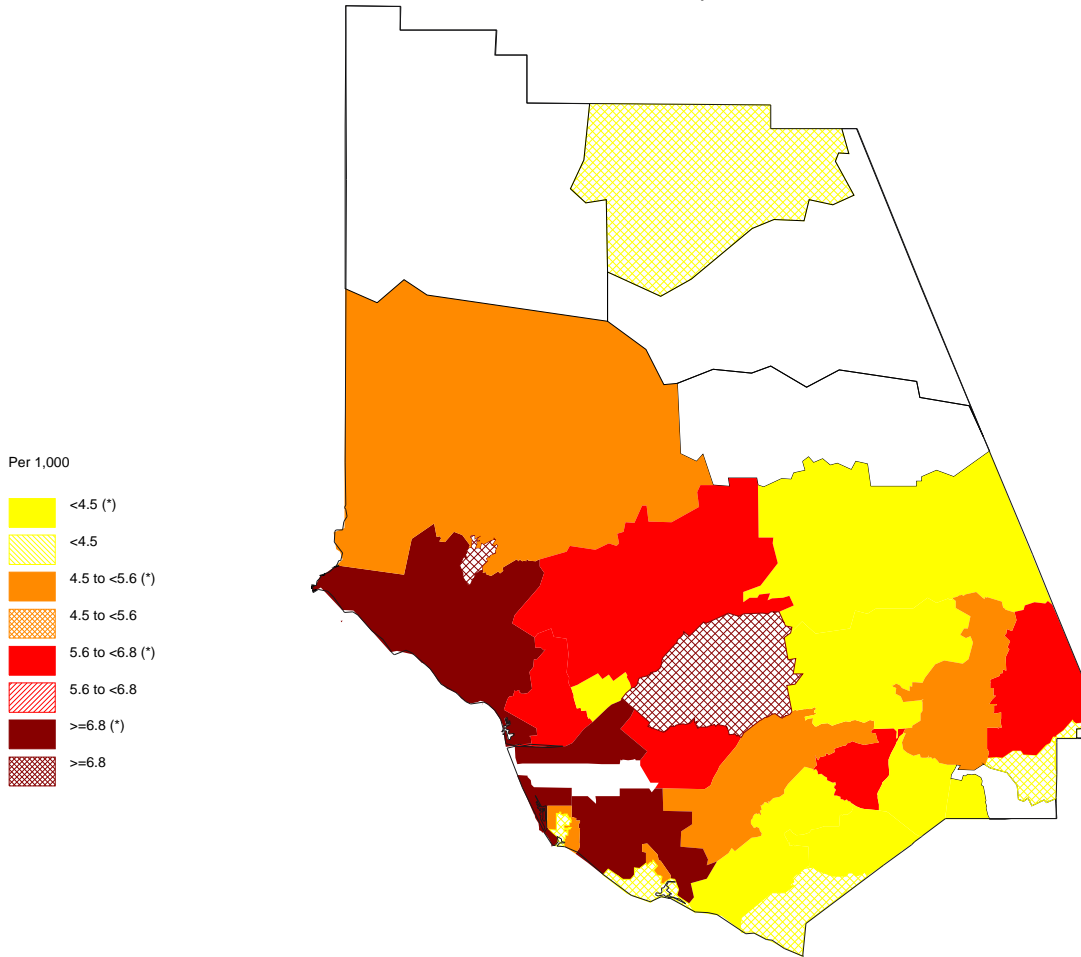 Per 1,000
<4.5 (*)
<4.5
4.5 to <5.6 (*)
4.5 to <5.6
5.6 to <6.8 (*)
5.6 to <6.8
>=6.8 (*)
>=6.8